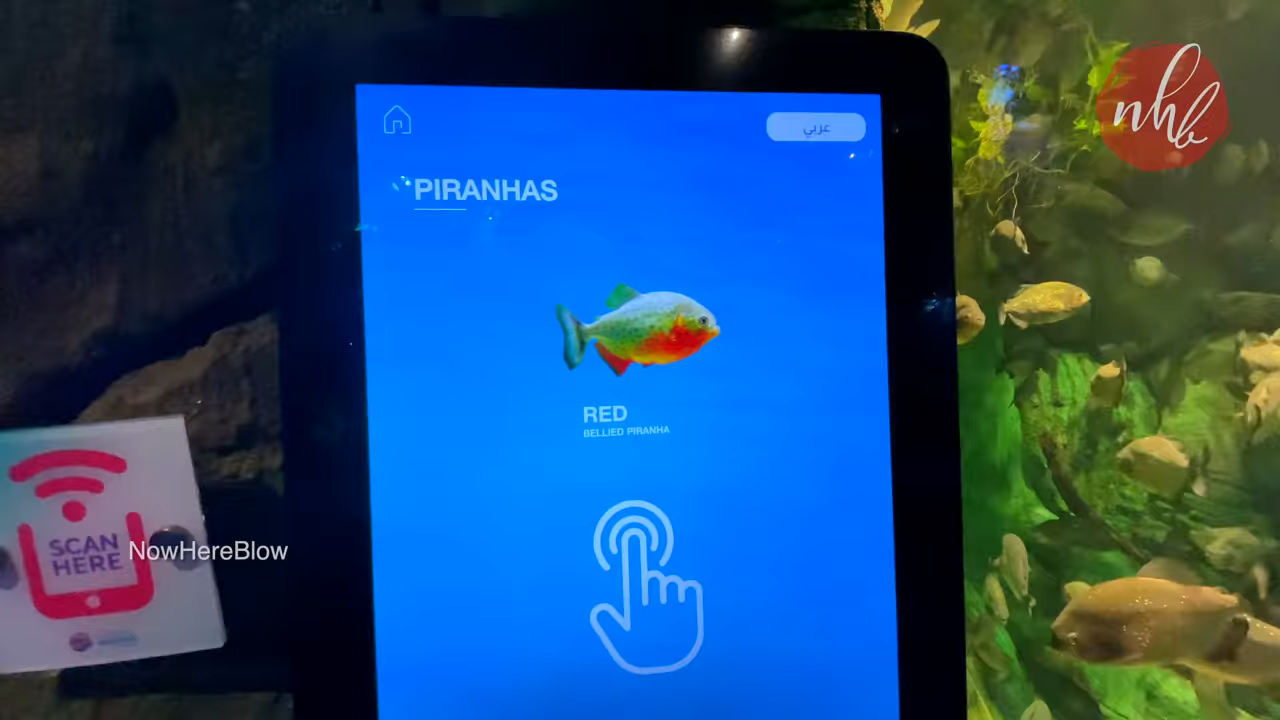 nhb
عربي
PIRANHAS
RED
BELLIED PIRANHA
SCAN
HERE
NowHereBlow